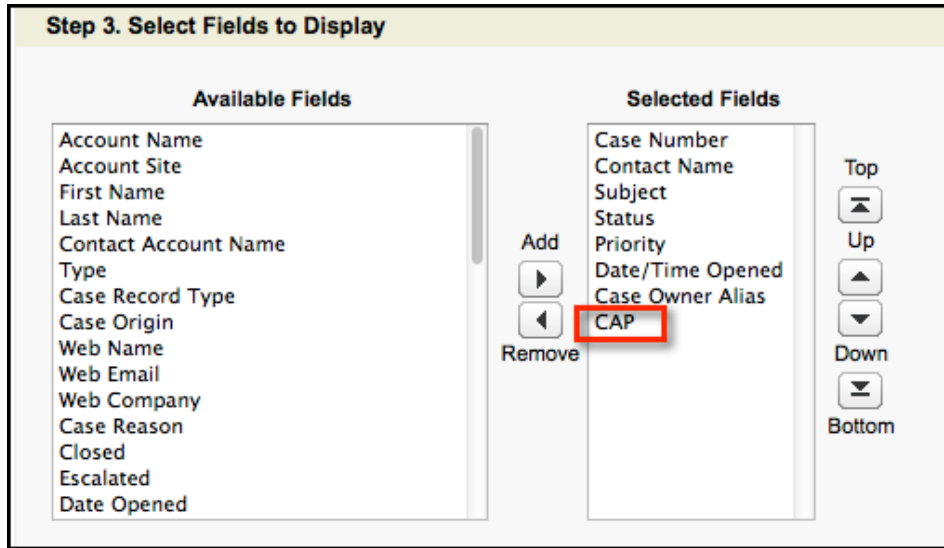 Step 3. Select Fields to Display
Available Fields
Account Name
Account Site
First Name
Last Name
Contact Account Name
Type
Case Record Type
Case Origin
Web Name
Web Email
Web Company
Case Reason
Closed
Escalated
Date Opened
Add
Remove
Selected Fields
Case Number
Contact Name
Subject
Status
Priority
Date/Time Opened
Case Owner Alias
CAP
Top
Up
Down
Bottom